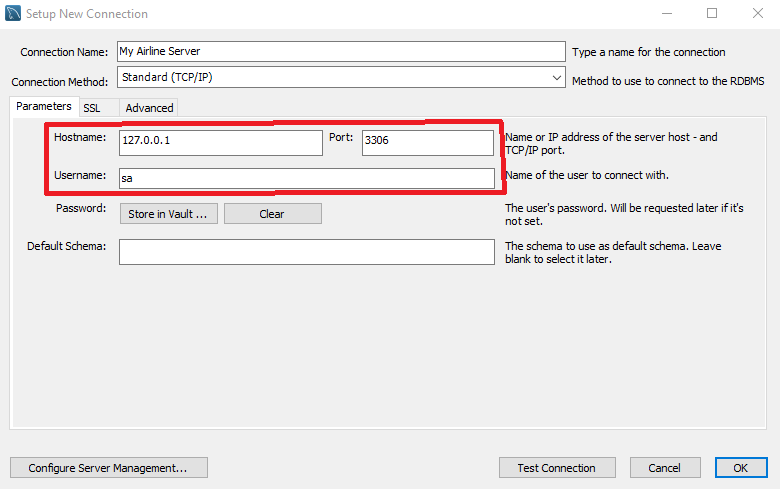 Setup New Connection
Connection Name: My Airline Server Type a name for the connection
Connection Method: Standard (TCP/IP) Method to use to connect to the RDBMS
Parameters SSL Advanced
Hostname: 127.0.0.1 Port: 3306 Name or IP address of the server host - and
TCP/IP port.
Username: sa Name of the user to connect with.
Password: Store in Vault ... Clear The user's password. Will be requested later if it's
not set.
Default Schema: The schema to use as default schema. Leave
blank to select it later.
Configure Server Management... Test Connection Cancel OK